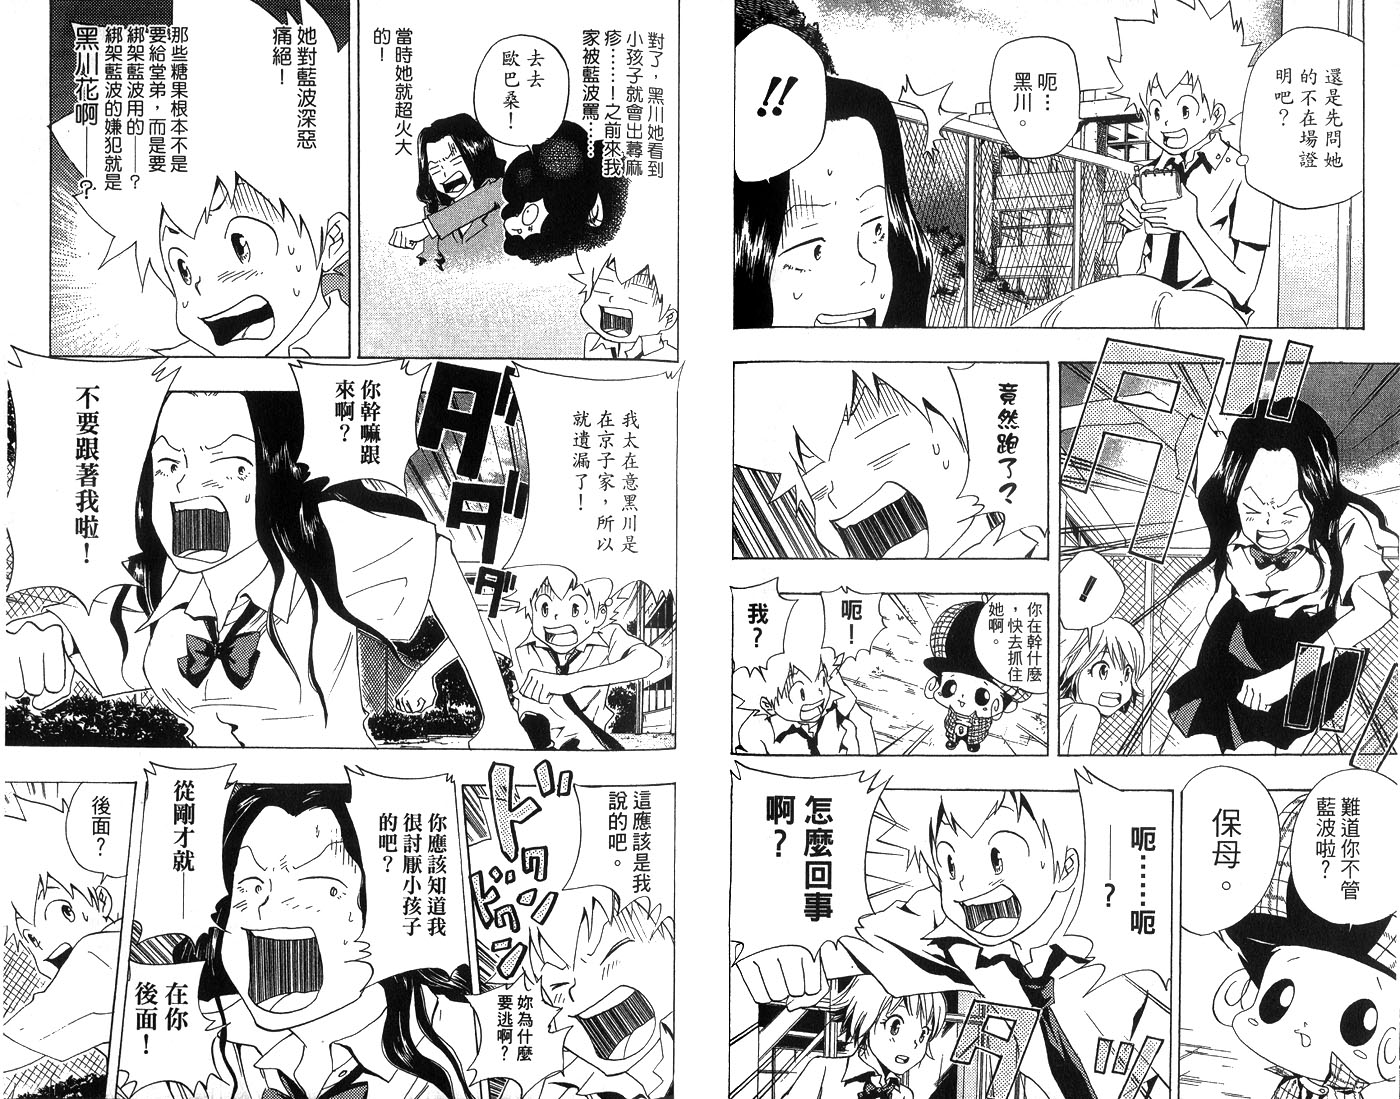 還是先問她
的不在場證
明吧？
呃…
黑川。
!!
竟然跑了？
！
你在幹什麼
，快去抓住
她啊。
呃！
我？
難道你不管
藍波啦？
保母。
呃……呃
——？
怎麼回事
啊？
對了，黑川她看到
小孩子就會出蕁麻
疹……！之前來我
家被藍波罵……
去去
歐巴桑！
當時她就超火大
的！
她對藍波深惡
痛絕！
那些糖果根本不是
要給堂弟，而是要
綁架藍波用的——？
綁架藍波的嫌犯就是
黑川花啊——？
我太在意黑川是
在京子家，所以
就遺漏了！
ダダダ
你幹嘛跟
來啊？
不要跟著我啦！
這應該是我
說的吧。
ドクン
ドクン
妳為什麼
要逃啊？
你應該知道我
很討厭小孩子
的吧？
從剛才就——
在你
後面！
後面？